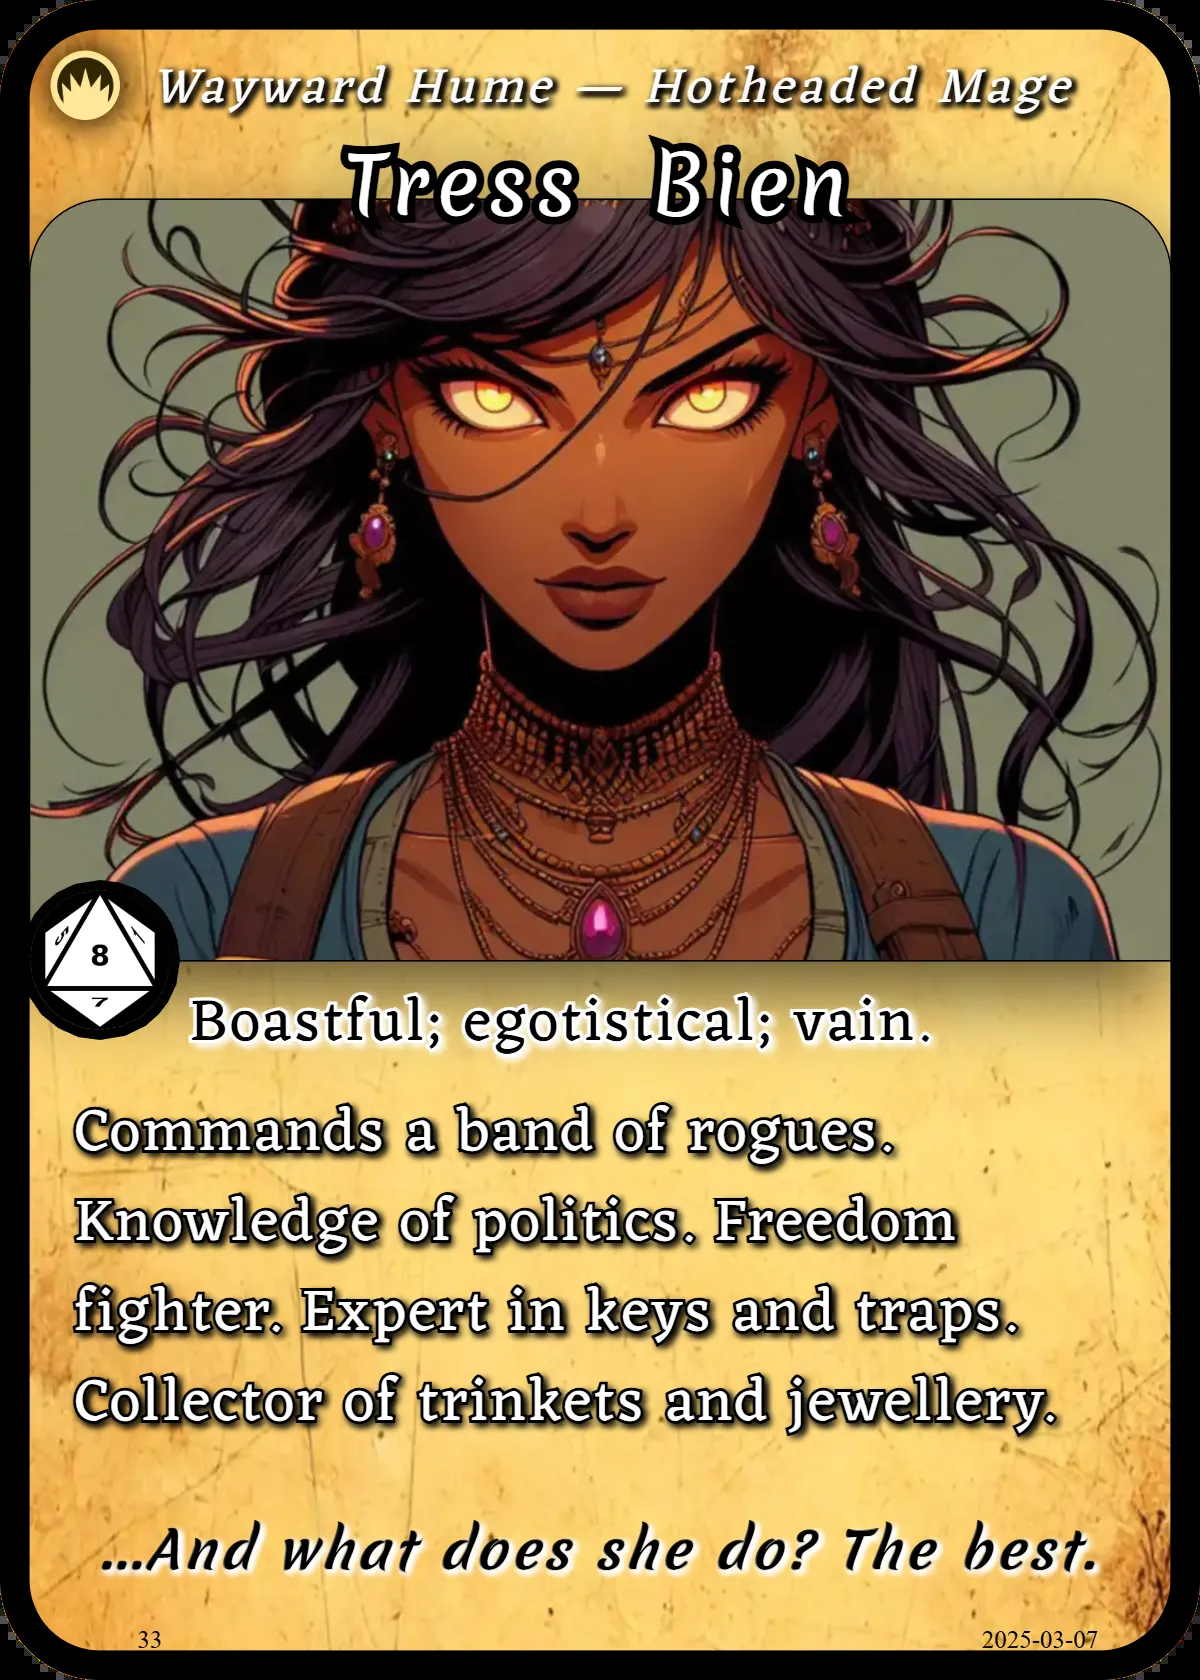 Wayward Hume — Hotheaded Mage
Tress Bien
8
5
1
7
Boastful; egotistical; vain.
Commands a band of rogues.
Knowledge of politics. Freedom
fighter. Expert in keys and traps.
Collector of trinkets and jewellery.
...And what does she do? The best.
33
2025-03-07